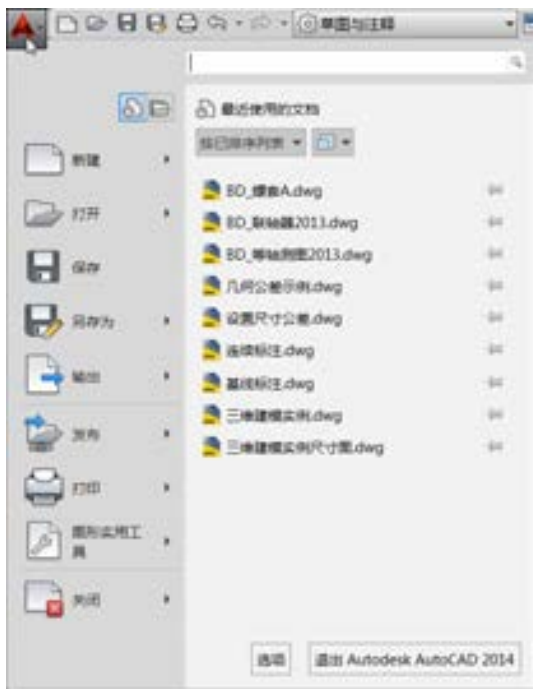 草图与注释
最近使用的文档
按已排序列表
新建
打开
保存
另存为
输出
发布
打印
图形实用工
具
关闭
BD_螺套A.dwg
BD_联轴器2013.dwg
BD_等轴测图2013.dwg
几何公差示例.dwg
设置尺寸公差.dwg
连续标注.dwg
基线标注.dwg
三维建模实例.dwg
三维建模实例尺寸图.dwg
选项
退出 Autodesk AutoCAD 2014